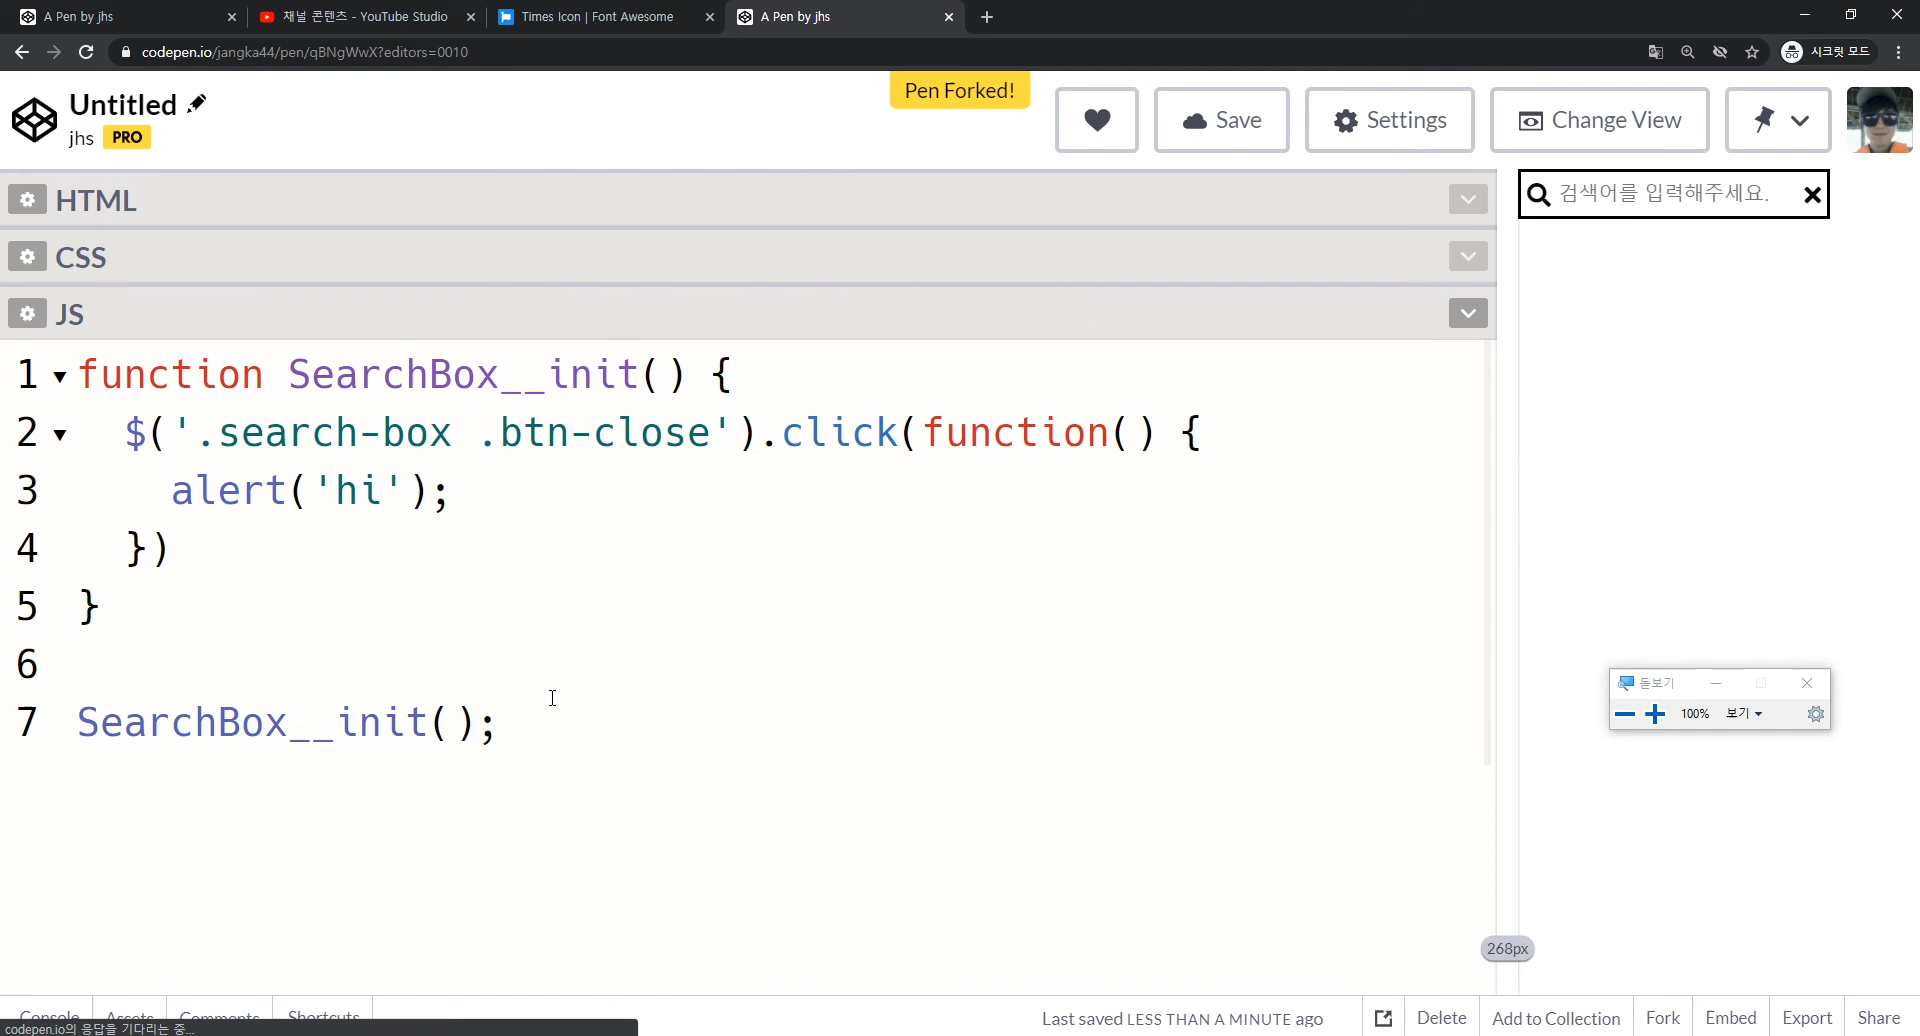 A Pen by jhs
채널 콘텐츠 - YouTube Studio
Times Icon | Font Awesome
A Pen by jhs
codepen.io/jangka44/pen/qBNgWwX?editors=0010
시크릿 모드
Untitled
jhs PRO
Pen Forked!
Save
Settings
Change View
HTML
CSS
JS
검색어를 입력해주세요.
1 function SearchBox__init() {
2   $('.search-box .btn-close').click(function() {
3     alert('hi');
4   })
5 }
6
7 SearchBox__init();
돋보기
100% 보기
268px
Console Assets Comments Shortcuts
codepen.io의 응답을 기다리는 중...
Last saved LESS THAN A MINUTE ago
Delete Add to Collection Fork Embed Export Share